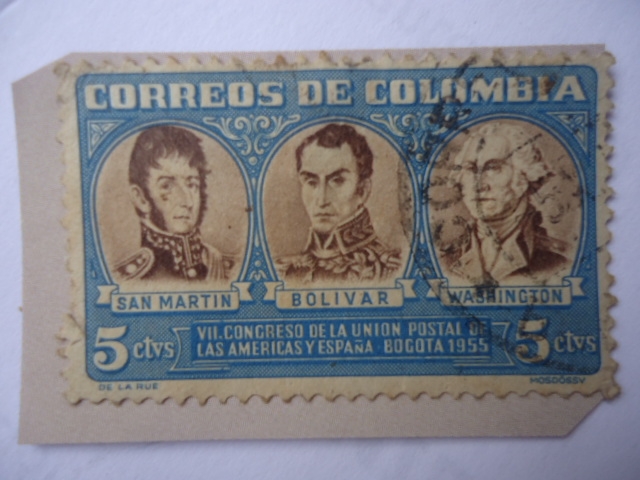 CORREOS DE COLOMBIA
SAN MARTIN
BOLIVAR
WASHINGTON
5 ctvs
VII. CONGRESO DE LA UNION POSTAL DE
LAS AMERICAS Y ESPAÑA BOGOTA 1955
5 ctvs
DE LA RUE
MOSDÓSSY